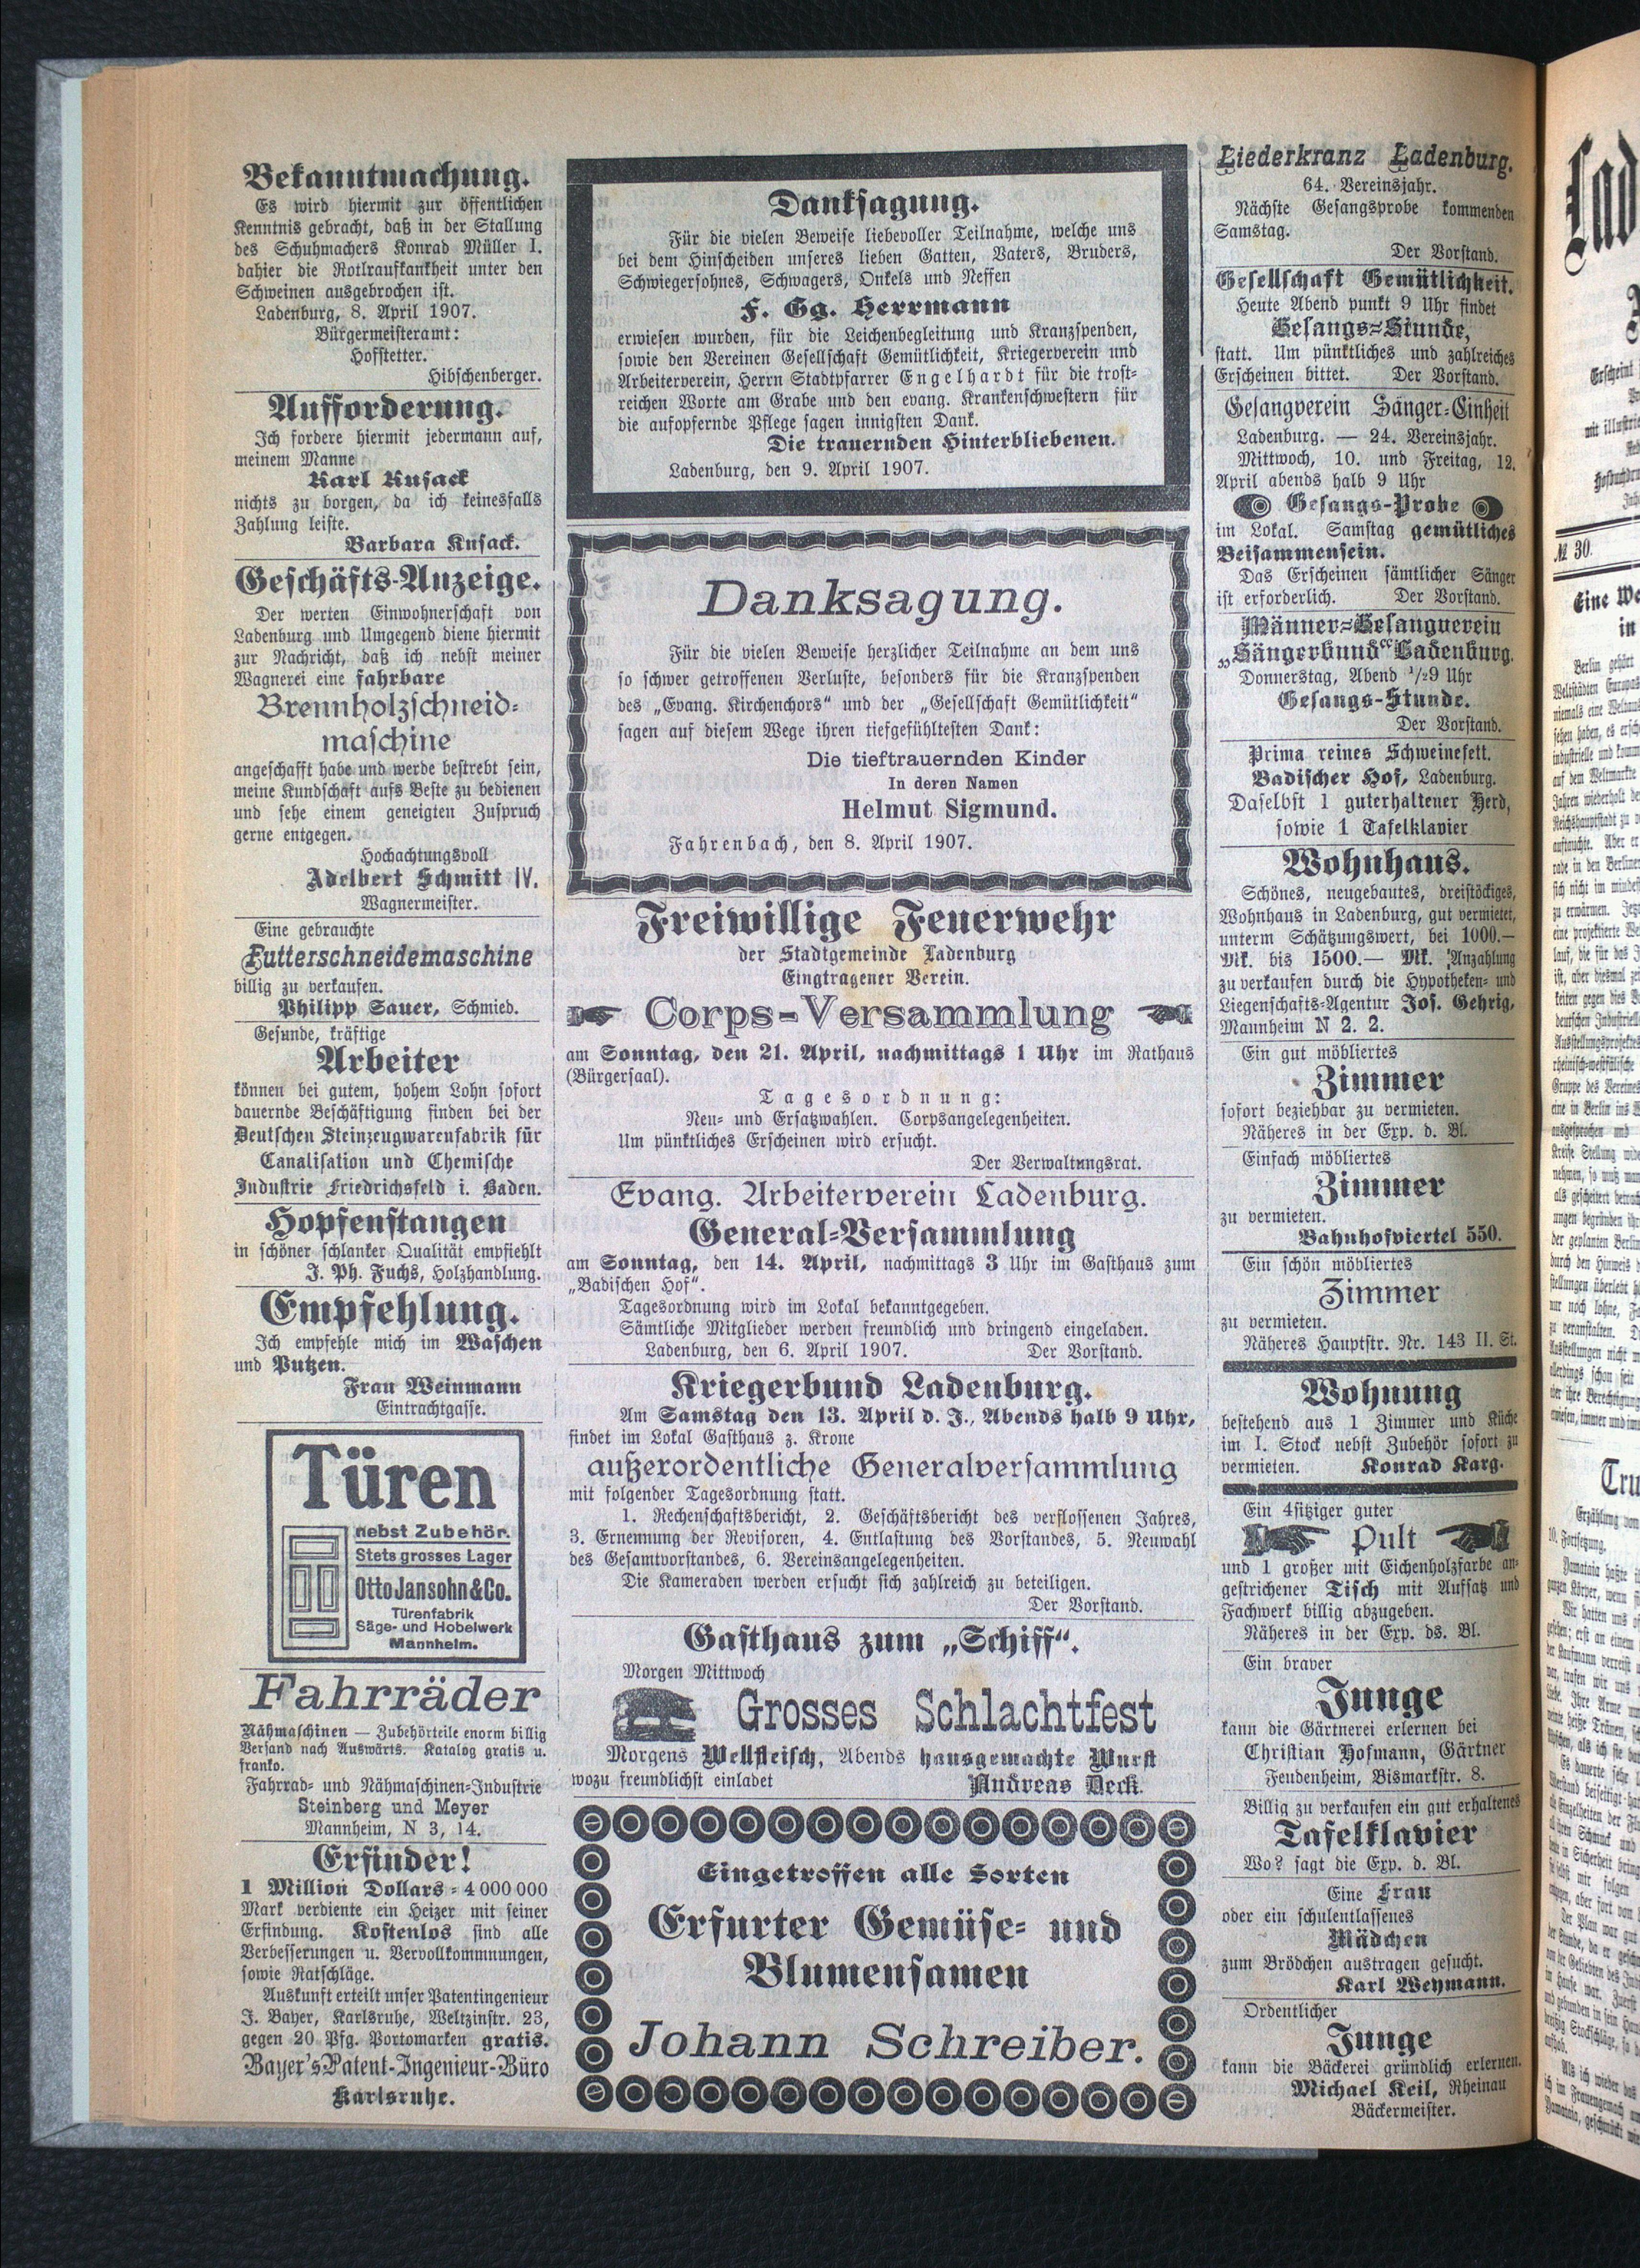 Bekanntmachung.
Es wird hiermit zur öffentlichen
Kenntnis gebracht, daß in der Stallung
des Schuhmachers Konrad Müller I.
dahier die Rotlraufkankheit unter den
Schweinen ausgebrochen ist.
Ladenburg, 8. April 1907.
Bürgermeisteramt:
Hofstetter.
Hibschenberger.
Aufforderung.
Ich fordere hiermit jedermann auf,
meinem Manne
Karl Kusack
nichts zu borgen, da ich keinesfalls
Zahlung leiste.
Barbara Kusack.
Geschäfts-Anzeige.
Der werten Einwohnerschaft von
Ladenburg und Umgegend diene hiermit
zur Nachricht, daß ich nebst meiner
Wagnerei eine fahrbare
Brennholzschneid-
maschine
angeschafft habe und werde bestrebt sein,
meine Kundschaft aufs Beste zu bedienen
und sehe einem geneigten Zuspruch
gerne entgegen.
Hochachtungsvoll
Adelbert Schmitt IV.
Wagnermeister.
Eine gebrauchte
Futterschneidemaschine
billig zu verkaufen.
Philipp Sauer, Schmied.
Gesunde, kräftige
Arbeiter
können bei gutem, hohem Lohn sofort
dauernde Beschäftigung finden bei der
Deutschen Steinzeugwarenfabrik für
Canalisation und Chemische
Industrie Friedrichsfeld i. Baden.
Hopfenstangen
in schöner schlanker Qualität empfiehlt
J. Ph. Fuchs, Holzhandlung.
Empfehlung.
Ich empfehle mich im Waschen
und Putzen.
Frau Weinmann
Eintrachtgasse.
Türen
nebst Zubehör.
Stets grosses Lager
Otto Jansohn & Co.
Türenfabrik
Säge- und Hobelwerk
Mannheim.
Fahrräder
Nähmaschinen — Zubehörteile enorm billig
Versand nach Auswärts. Katalog gratis u.
franko.
Fahrrad- und Nähmaschinen-Industrie
Steinberg und Meyer
Mannheim, N 3, 14.
Erfinder!
1 Million Dollars = 4 000 000
Mark verdiente ein Heizer mit seiner
Erfindung. Kostenlos sind alle
Verbesserungen u. Vervollkommnungen,
sowie Ratschläge.
Auskunft erteilt unser Patentingenieur
J. Bayer, Karlsruhe, Weltzinstr. 23,
gegen 20 Pfg. Portomarken gratis.
Bayer's Patent-Ingenieur-Büro
Karlsruhe.
Danksagung.
Für die vielen Beweise liebevoller Teilnahme, welche uns
bei dem Hinscheiden unseres lieben Gatten, Vaters, Bruders,
Schwiegersohnes, Schwagers, Onkels und Neffen
F. Gg. Herrmann
erwiesen wurden, für die Leichenbegleitung und Kranzspenden,
sowie den Vereinen Gesellschaft Gemütlichkeit, Kriegerverein und
Arbeiterverein, Herrn Stadtpfarrer Engelhardt für die trost-
reichen Worte am Grabe und den evang. Krankenschwestern für
die aufopfernde Pflege sagen innigsten Dank.
Die trauernden Hinterbliebenen.
Ladenburg, den 9. April 1907.
Danksagung.
Für die vielen Beweise herzlicher Teilnahme an dem uns
so schwer getroffenen Verluste, besonders für die Kranzspenden
des „Evang. Kirchenchors“ und der „Gesellschaft Gemütlichkeit“
sagen auf diesem Wege ihren tiefgefühltesten Dank:
Die tieftrauernden Kinder
In deren Namen
Helmut Sigmund.
Fahrenbach, den 8. April 1907.
Freiwillige Feuerwehr
der Stadtgemeinde Ladenburg
Eingtragener Verein.
Corps-Versammlung
am Sonntag, den 21. April, nachmittags 1 Uhr im Rathaus
(Bürgersaal).
Tagesordnung:
Neu- und Ersatzwahlen. Corpsangelegenheiten.
Um pünktliches Erscheinen wird ersucht.
Der Verwaltungsrat.
Evang. Arbeiterverein Ladenburg.
General-Versammlung
am Sonntag, den 14. April, nachmittags 3 Uhr im Gasthaus zum
„Badischen Hof“.
Tagesordnung wird im Lokal bekanntgegeben.
Sämtliche Mitglieder werden freundlich und dringend eingeladen.
Ladenburg, den 6. April 1907. Der Vorstand.
Kriegerbund Ladenburg.
Am Samstag den 13. April d. J., Abends halb 9 Uhr,
findet im Lokal Gasthaus z. Krone
außerordentliche Generalversammlung
mit folgender Tagesordnung statt.
1. Rechenschaftsbericht, 2. Geschäftsbericht des verflossenen Jahres,
3. Ernennung der Revisoren, 4. Entlastung des Vorstandes, 5. Neuwahl
des Gesamtvorstandes, 6. Vereinsangelegenheiten.
Die Kameraden werden ersucht sich zahlreich zu beteiligen.
Der Vorstand.
Gasthaus zum „Schiff“.
Morgen Mittwoch
Grosses Schlachtfest
Morgens Wellfleisch, Abends hausgemachte Wurst
wozu freundlichst einladet Andreas Deck.
Eingetroffen alle Sorten
Erfurter Gemüse- und
Blumensamen
Johann Schreiber.
Liederkranz Ladenburg.
64. Vereinsjahr.
Nächste Gesangsprobe kommenden
Samstag.
Der Vorstand.
Gesellschaft Gemütlichkeit.
Heute Abend punkt 9 Uhr findet
Gesangs-Stunde,
statt. Um pünktliches und zahlreiches
Erscheinen bittet. Der Vorstand.
Gesangverein Sänger-Einheit
Ladenburg. — 24. Vereinsjahr.
Mittwoch, 10. und Freitag, 12.
April abends halb 9 Uhr
Gesangs-Probe
im Lokal. Samstag gemütliches
Beisammensein.
Das Erscheinen sämtlicher Sänger
ist erforderlich. Der Vorstand.
Männer-Gesangverein
„Sängerbund“ Ladenburg.
Donnerstag, Abend 1/29 Uhr
Gesangs-Stunde.
Der Vorstand.
Prima reines Schweinefett.
Badischer Hof, Ladenburg.
Daselbst 1 guterhaltener Herd,
sowie 1 Tafelklavier
Wohnhaus.
Schönes, neugebautes, dreistöckiges,
Wohnhaus in Ladenburg, gut vermietet,
unterm Schätzungswert, bei 1000.—
Mk. bis 1500.— Mk. Anzahlung
zu verkaufen durch die Hypotheken- und
Liegenschafts-Agentur Jos. Gehrig,
Mannheim N 2. 2.
Ein gut möbliertes
Zimmer
sofort beziehbar zu vermieten.
Näheres in der Exp. d. Bl.
Einfach möbliertes
Zimmer
zu vermieten.
Bahnhofviertel 550.
Ein schön möbliertes
Zimmer
zu vermieten.
Näheres Hauptstr. Nr. 143 II. St.
Wohnung
bestehend aus 1 Zimmer und Küche
im I. Stock nebst Zubehör sofort zu
vermieten. Konrad Karg.
Ein 4sitziger guter
Pult
und 1 großer mit Eichenholzfarbe an-
gestrichener Tisch mit Aufsatz und
Fachwerk billig abzugeben.
Näheres in der Exp. ds. Bl.
Ein braver
Junge
kann die Gärtnerei erlernen bei
Christian Hofmann, Gärtner
Feudenheim, Bismarkstr. 8.
Billig zu verkaufen ein gut erhaltenes
Tafelklavier
Wo? sagt die Exp. d. Bl.
Eine Frau
oder ein schulentlassenes
Mädchen
zum Brödchen austragen gesucht.
Karl Weymann.
Ordentlicher
Junge
kann die Bäckerei gründlich erlernen.
Michael Keil, Rheinau
Bäckermeister.
Lad
Erscheint
№ 30.
Eine We
in
Berlin gehört